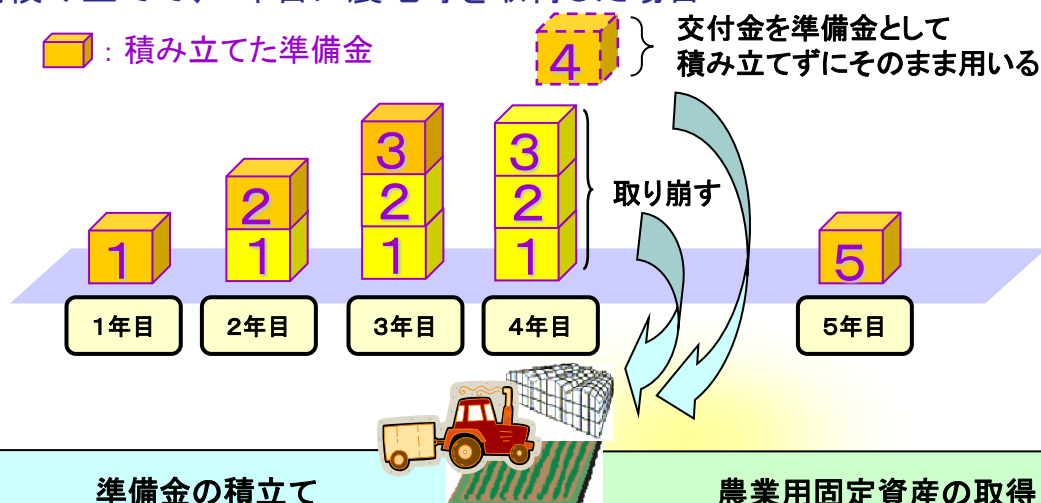 : 積み立てた準備金
4
交付金を準備金として
積み立てずにそのまま用いる
取り崩す
1
2
1
3
2
1
3
2
1
5
1年目
2年目
3年目
4年目
5年目
準備金の積立て
農業用固定資産の取得